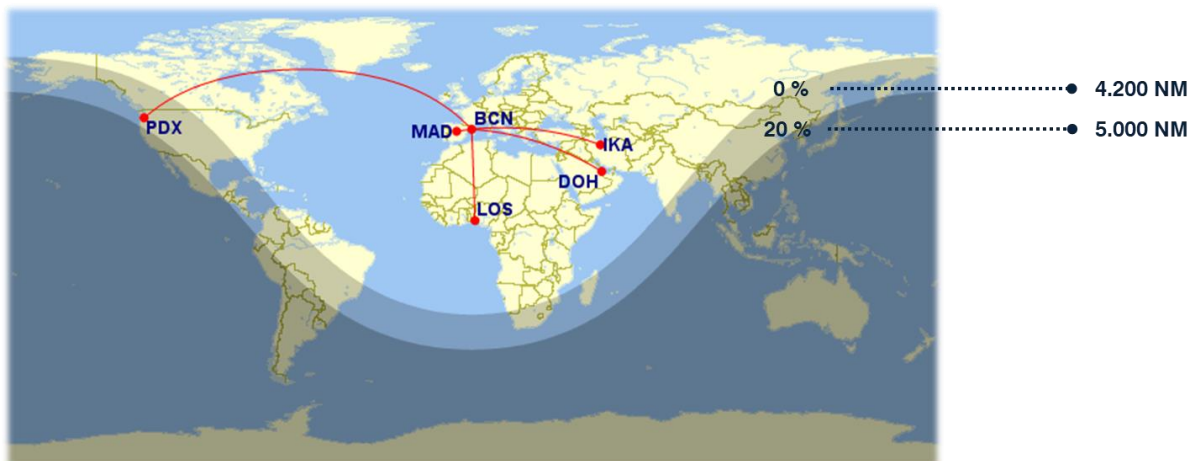 0 % 4.200 NM
BCN
PDX
MAD
20 % 5.000 NM
IKA
DOH
LOS